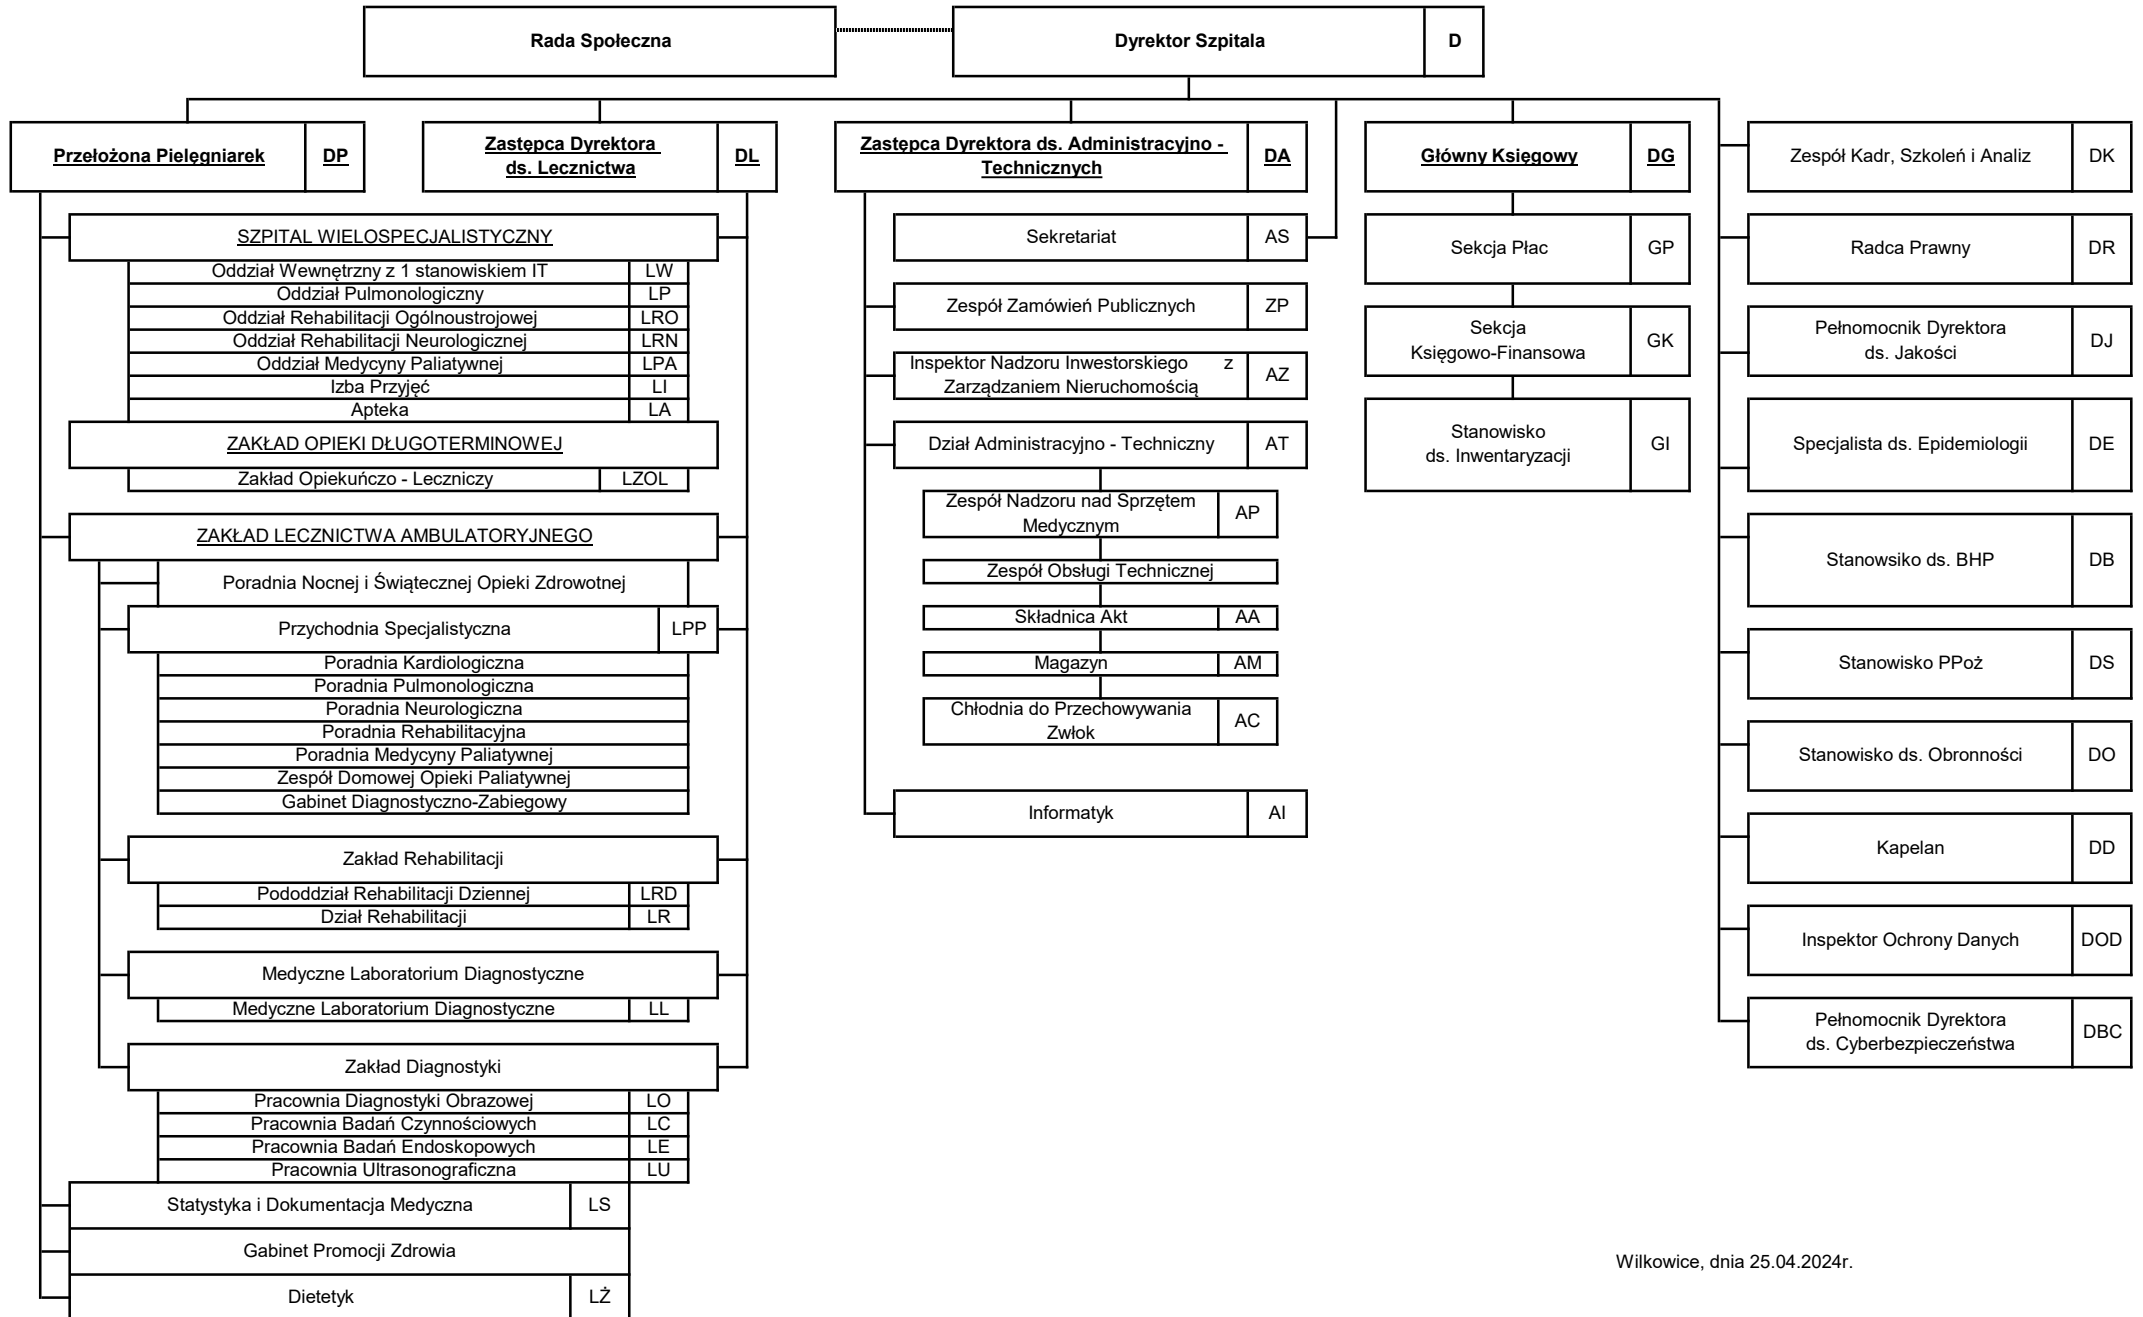 Rada Społeczna
Dyrektor Szpitala D
Przełożona Pielęgniarek DP
Zastępca Dyrektora
ds. Lecznictwa
DL
Zastępca Dyrektora ds. Administracyjno -
Technicznych
DA
Główny Księgowy DG
SZPITAL WIELOSPECJALISTYCZNY
Oddział Wewnętrzny z 1 stanowiskiem IT LW
Oddział Pulmonologiczny LP
Oddział Rehabilitacji Ogólnoustrojowej LRO
Oddział Rehabilitacji Neurologicznej LRN
Oddział Medycyny Paliatywnej LPA
Izba Przyjęć LI
Apteka LA
ZAKŁAD OPIEKI DŁUGOTERMINOWEJ
Zakład Opiekuńczo - Leczniczy LZOL
ZAKŁAD LECZNICTWA AMBULATORYJNEGO
Poradnia Nocnej i Świątecznej Opieki Zdrowotnej
Przychodnia Specjalistyczna LPP
Poradnia Kardiologiczna
Poradnia Pulmonologiczna
Poradnia Neurologiczna
Poradnia Rehabilitacyjna
Poradnia Medycyny Paliatywnej
Zespół Domowej Opieki Paliatywnej
Gabinet Diagnostyczno-Zabiegowy
Zakład Rehabilitacji
Pododdział Rehabilitacji Dziennej LRD
Dział Rehabilitacji LR
Medyczne Laboratorium Diagnostyczne
Medyczne Laboratorium Diagnostyczne LL
Zakład Diagnostyki
Pracownia Diagnostyki Obrazowej LO
Pracownia Badań Czynnościowych LC
Pracownia Badań Endoskopowych LE
Pracownia Ultrasonograficzna LU
Statystyka i Dokumentacja Medyczna LS
Gabinet Promocji Zdrowia
Dietetyk LŻ
Sekretariat AS
Zespół Zamówień Publicznych ZP
Inspektor Nadzoru Inwestorskiego z
Zarządzaniem Nieruchomością
AZ
Dział Administracyjno - Techniczny AT
Zespół Nadzoru nad Sprzętem
Medycznym
AP
Zespół Obsługi Technicznej
Składnica Akt AA
Magazyn AM
Chłodnia do Przechowywania
Zwłok
AC
Informatyk AI
Sekcja Płac GP
Sekcja
Księgowo-Finansowa
GK
Stanowisko
ds. Inwentaryzacji
GI
Zespół Kadr, Szkoleń i Analiz DK
Radca Prawny DR
Pełnomocnik Dyrektora
ds. Jakości
DJ
Specjalista ds. Epidemiologii DE
Stanowsiko ds. BHP DB
Stanowisko PPoż DS
Stanowisko ds. Obronności DO
Kapelan DD
Inspektor Ochrony Danych DOD
Pełnomocnik Dyrektora
ds. Cyberbezpieczeństwa
DBC
Wilkowice, dnia 25.04.2024r.